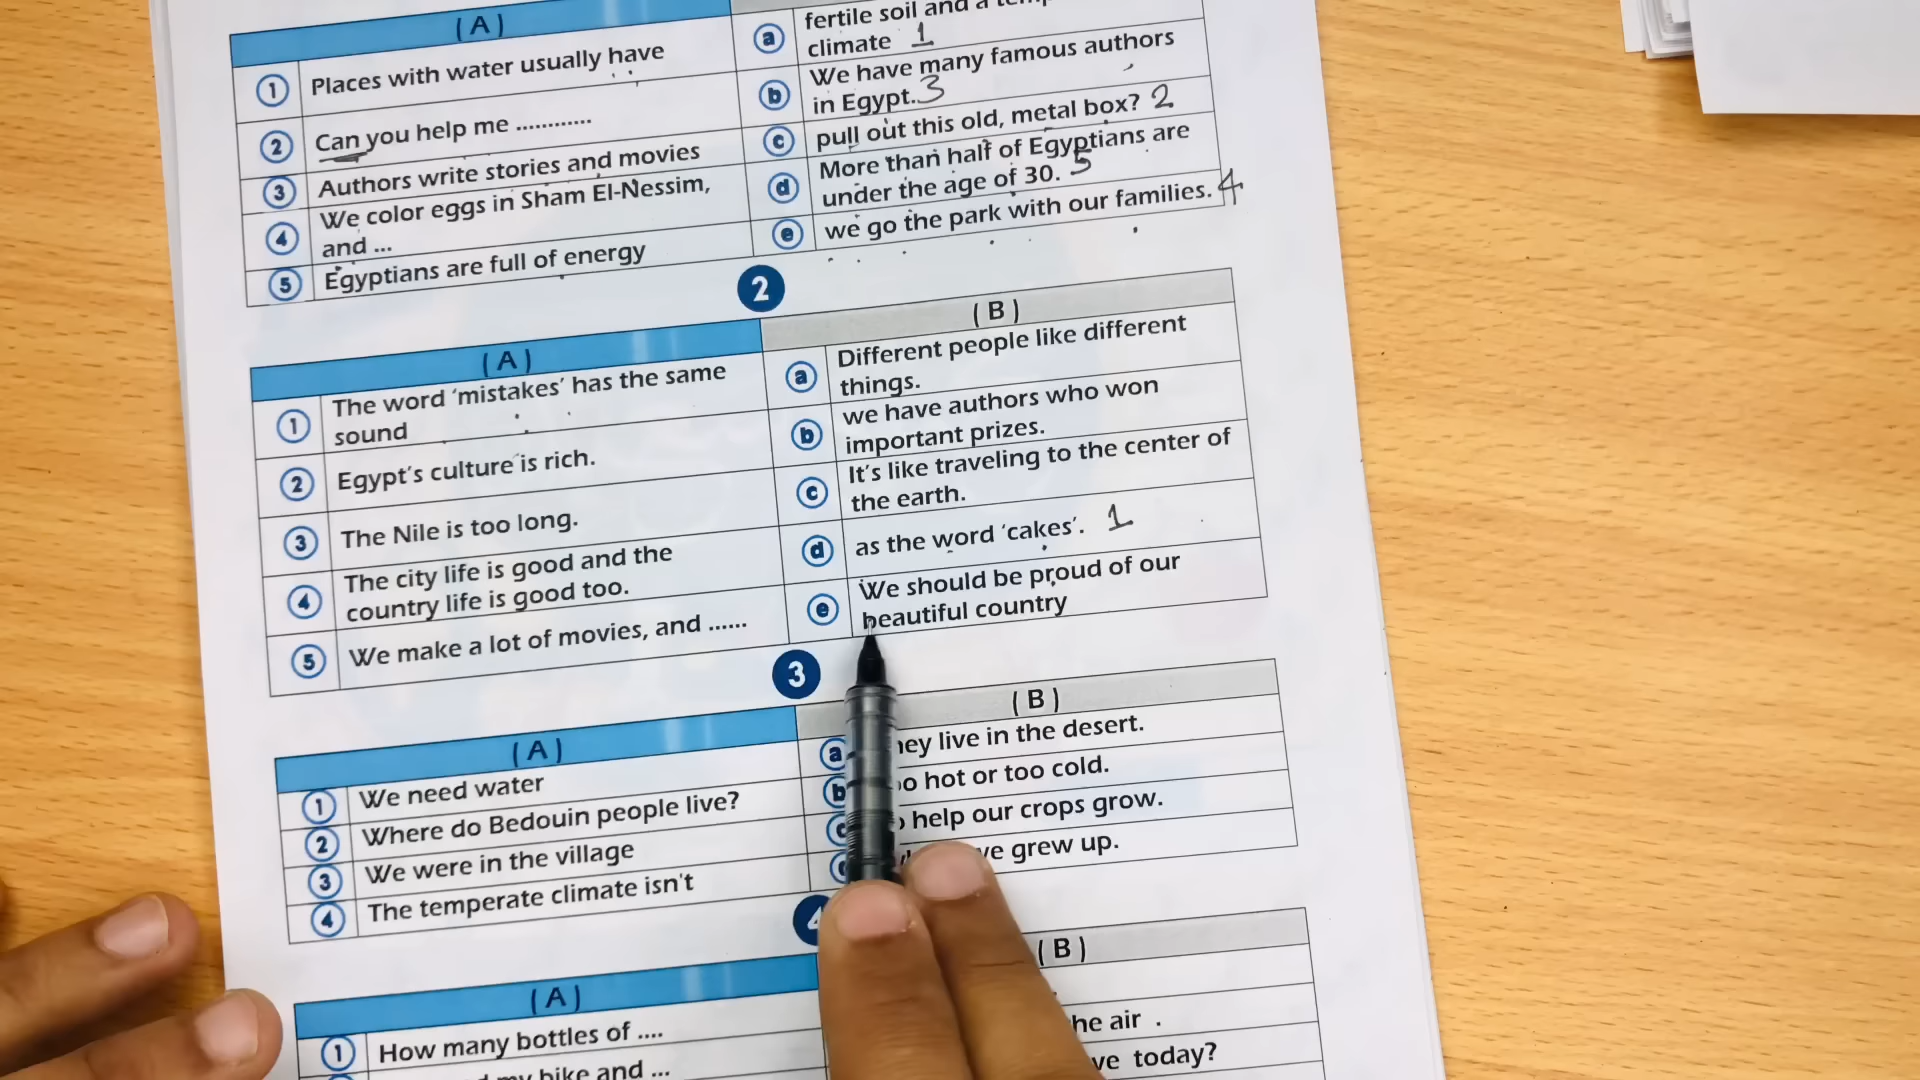 ( A )
1 Places with water usually have
2 Can you help me ............
3 Authors write stories and movies
4 We color eggs in Sham El-Nessim,
and ...
5 Egyptians are full of energy
a fertile soil and a
climate 1
b We have many famous authors
in Egypt. 3
c pull out this old, metal box? 2
d More than half of Egyptians are
under the age of 30. 5
e we go the park with our families. 4
2
( A )
1 The word ‘mistakes’ has the same
sound
2 Egypt’s culture is rich.
3 The Nile is too long.
4 The city life is good and the
country life is good too.
5 We make a lot of movies, and ......
( B )
a Different people like different
things.
b we have authors who won
important prizes.
c It’s like traveling to the center of
the earth.
d as the word ‘cakes’. 1
e We should be proud of our
beautiful country
3
( A )
1 We need water
2 Where do Bedouin people live?
3 We were in the village
4 The temperate climate isn't
( B )
a live in the desert.
b hot or too cold.
help our crops grow.
grew up.
4
( A )
1 How many bottles of ....
my bike and ...
( B )
air .
today?